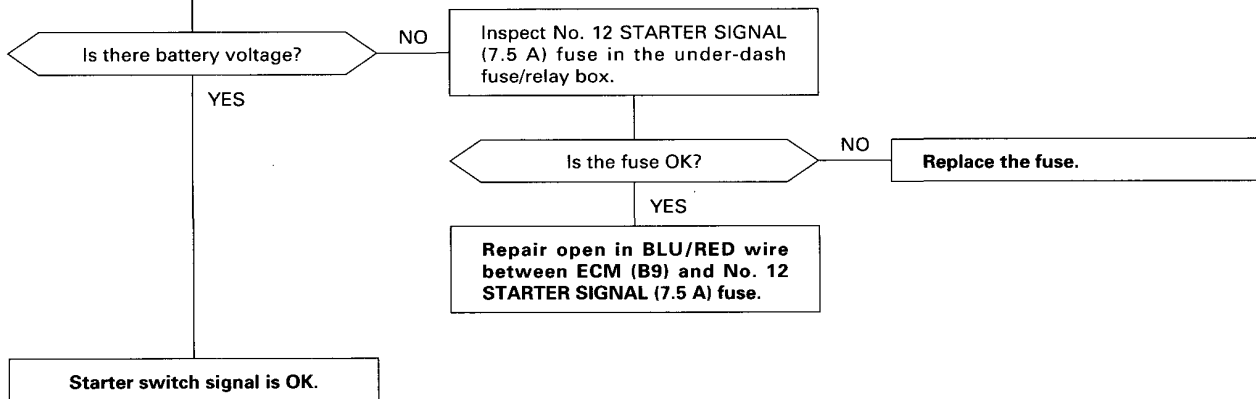 Is there battery voltage?
NO
Inspect No. 12 STARTER SIGNAL
(7.5 A) fuse in the under-dash
fuse/relay box.
YES
Is the fuse OK?
NO
Replace the fuse.
YES
Repair open in BLU/RED wire
between ECM (B9) and No. 12
STARTER SIGNAL (7.5 A) fuse.
Starter switch signal is OK.